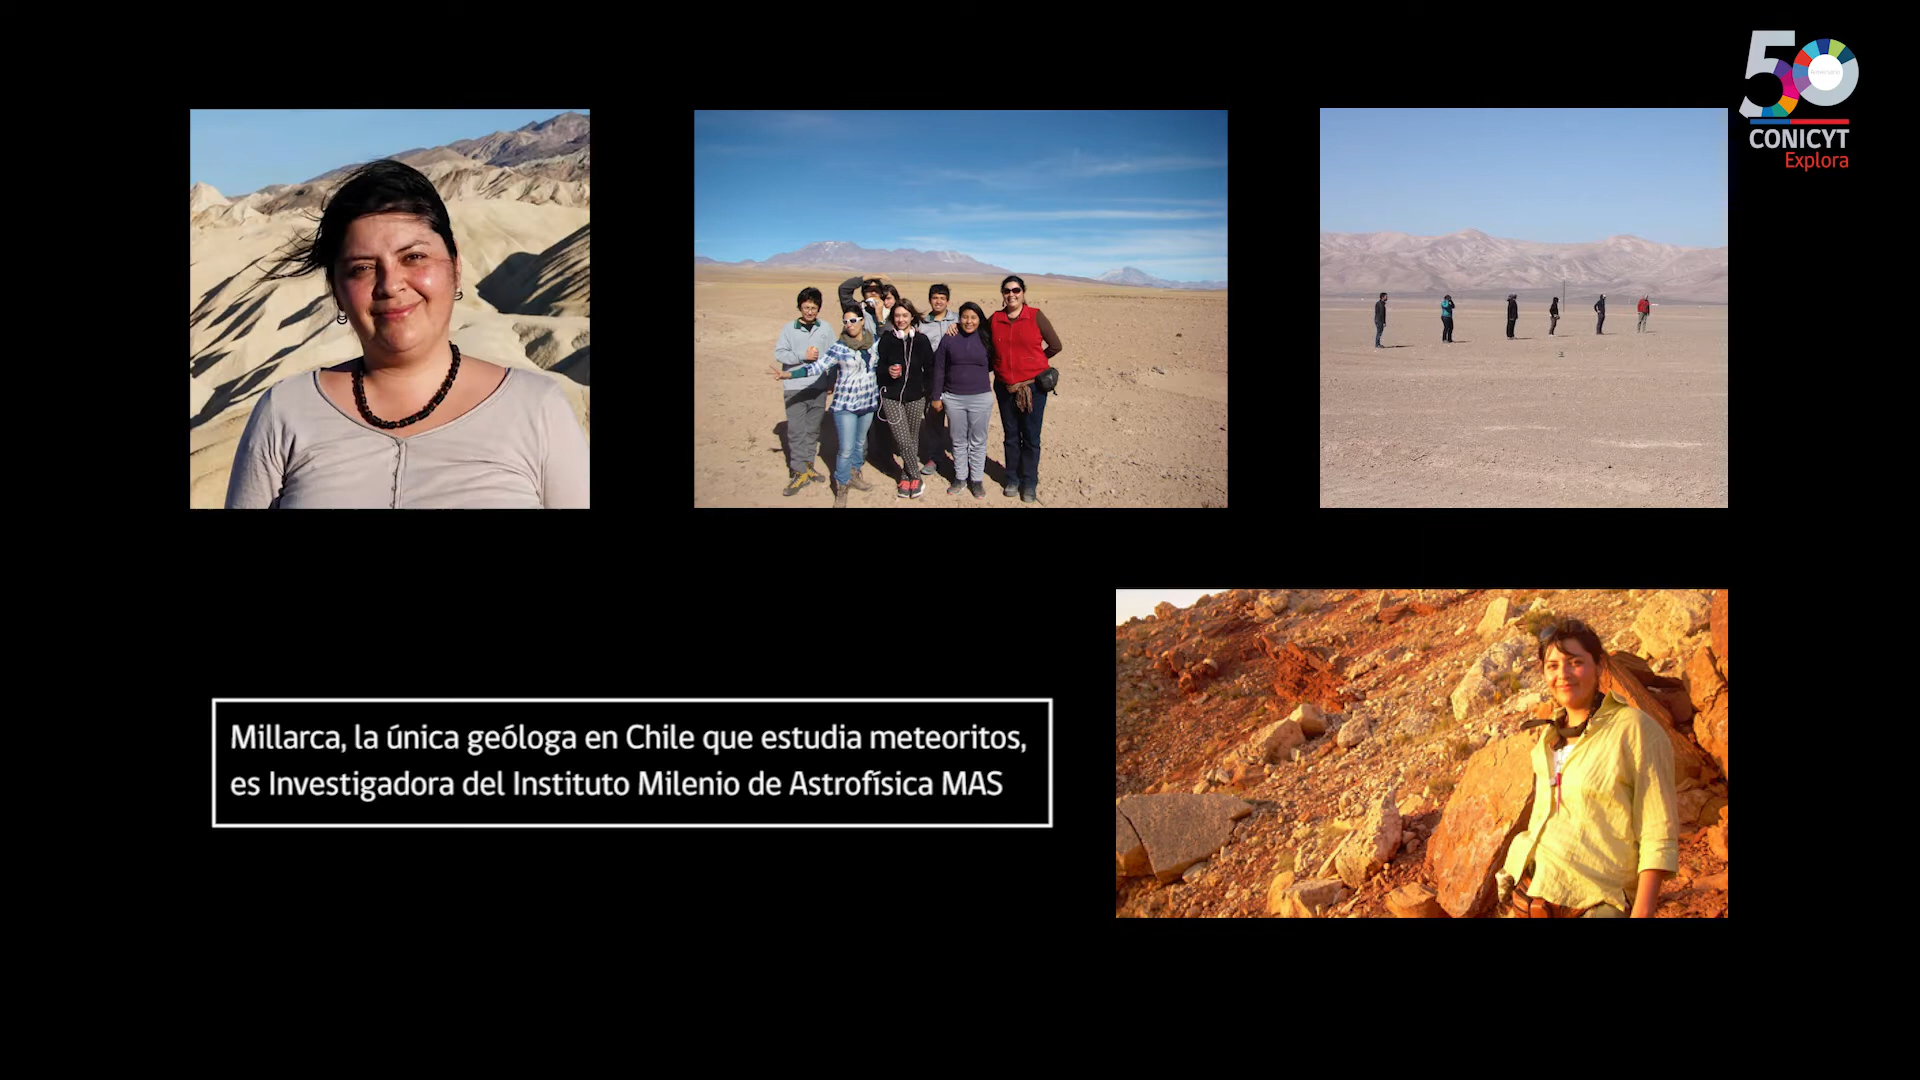 50
CONICYT
Explora
Millarca, la única geóloga en Chile que estudia meteoritos,
es Investigadora del Instituto Milenio de Astrofísica MAS